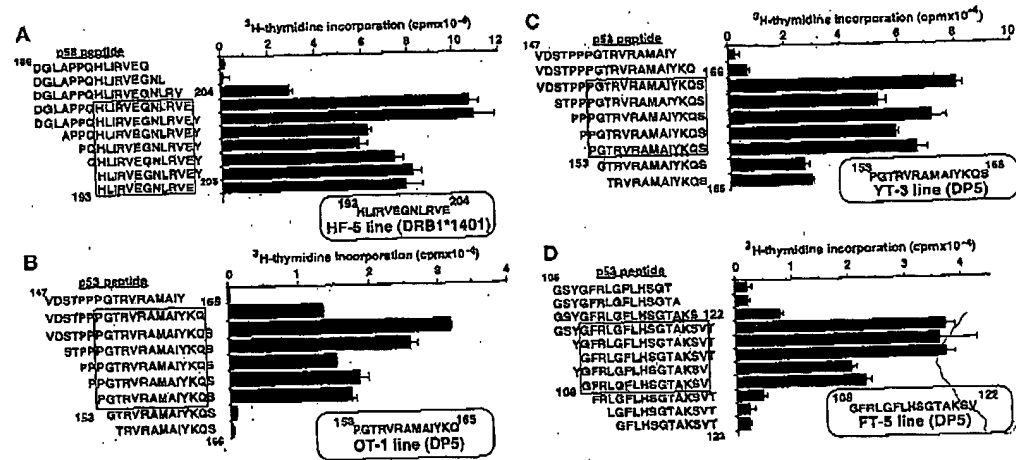 A
³H-thymidine incorporation (cpmx10⁻⁴)
p53 peptide
0 2 4 6 8 10 12
186
DGLAPPQHLIRVEG
DGLAPPQHLIRVEGNL
DGLAPPQHLIRVEGNLRV 204
DGLAPPQHLIRVEGNLRVE
DGLAPPQHLIRVEGNLRVEY
APPQHLIRVEGNLRVEY
PQHLIRVEGNLRVEY
QHLIRVEGNLRVEY
HLIRVEGNLRVEY
HLIRVEGNLRVE
193
¹⁹²HLIRVEGNLRVE²⁰⁴
HF-5 line (DRB1*1401)
B
³H-thymidine incorporation (cpmx10⁻⁴)
p53 peptide
0 1 2 3 4
147
VDSTPPPGTRVRAMAIY 165
VDSTPPPGTRVRAMAIYKQ
VDSTPPPGTRVRAMAIYKQS
STPPPGTRVRAMAIYKQS
PPPGTRVRAMAIYKQS
PPGTRVRAMAIYKQS
PGTRVRAMAIYKQS
153 GTRVRAMAIYKQS
TRVRAMAIYKQS 166
¹⁵³PGTRVRAMAIYKQ¹⁶⁵
OT-1 line (DP5)
C
³H-thymidine incorporation (cpmx10⁻⁴)
p53 peptide
0 2 4 6 8 10
147
VDSTPPPGTRVRAMAIY
VDSTPPPGTRVRAMAIYKQ 166
VDSTPPPGTRVRAMAIYKQS
STPPPGTRVRAMAIYKQS
PPPGTRVRAMAIYKQS
PPGTRVRAMAIYKQS
PGTRVRAMAIYKQS
153 GTRVRAMAIYKQS
TRVRAMAIYKQS
¹⁵³PGTRVRAMAIYKQS
YT-3 line (DP5)
D
³H-thymidine incorporation (cpmx10⁻⁴)
p53 peptide
0 1 2 3 4
105
GSYGFRLGFLHSGT
GSYGFRLGFLHSGTA
GSYGFRLGFLHSGTAKS 122
GSYGFRLGFLHSGTAKSVT
YGFRLGFLHSGTAKSVT
GFRLGFLHSGTAKSVT
YGFRLGFLHSGTAKSV
GFRLGFLHSGTAKSV
108
FRLGFLHSGTAKSVT
LGFLHSGTAKSVT
GFLHSGTAKSVT
¹⁰⁸GFRLGFLHSGTAKSV¹²²
FT-5 line (DP5)